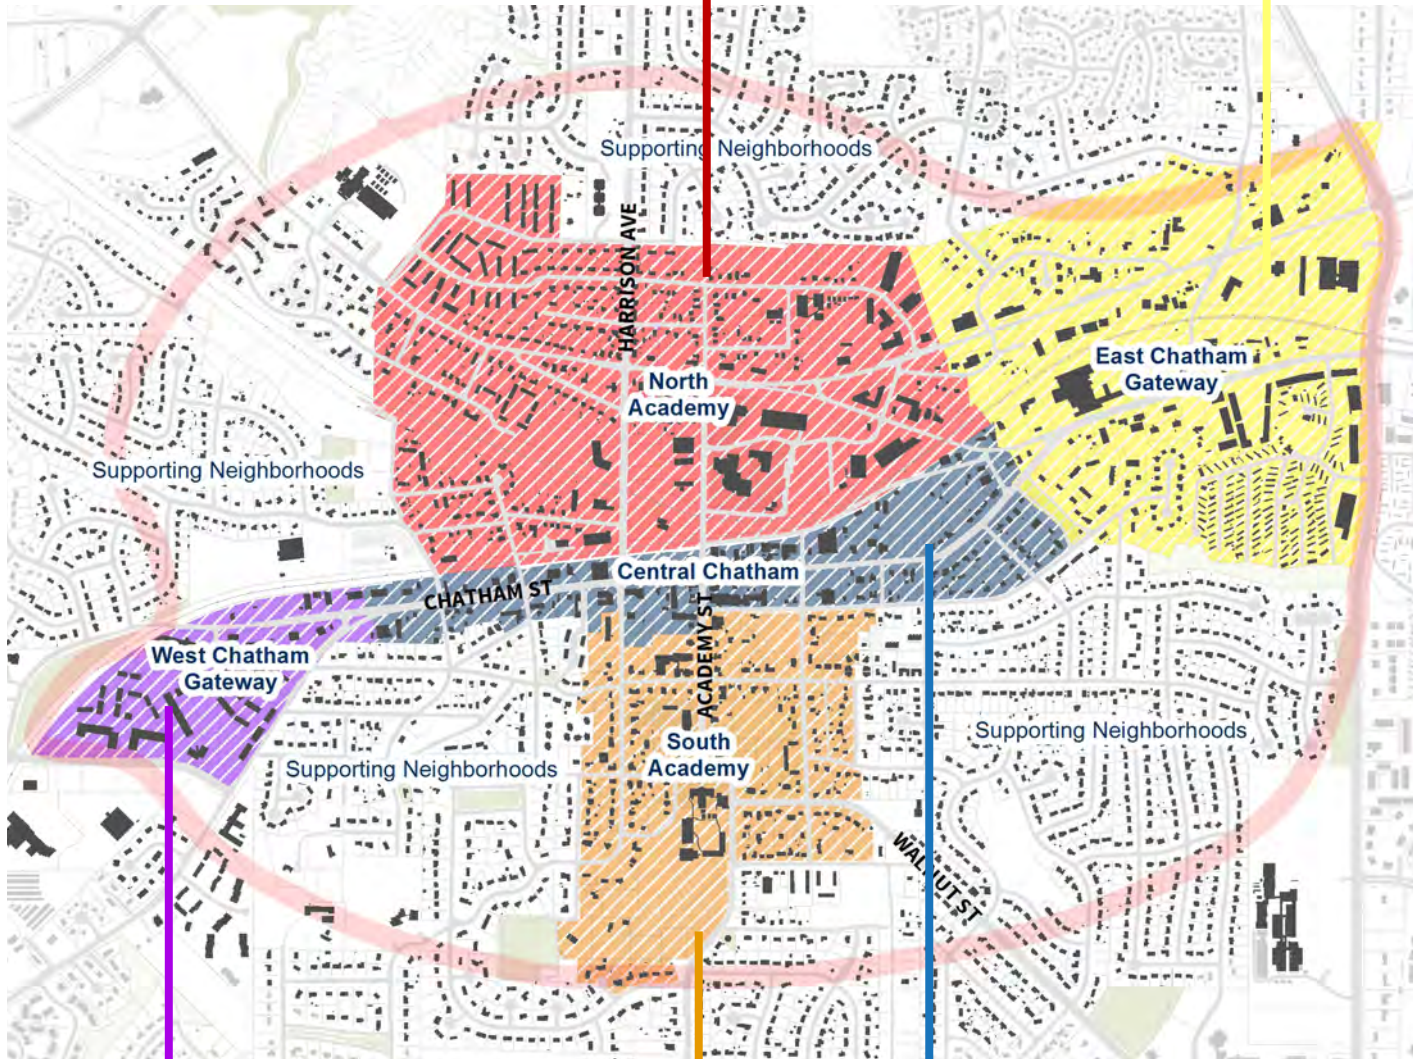 Supporting Neighborhoods
HARRISON AVE
East Chatham
Gateway
North
Academy
Supporting Neighborhoods
Central Chatham
CHATHAM ST
ACADEMY ST
West Chatham
Gateway
South
Academy
Supporting Neighborhoods
Supporting Neighborhoods
WALNUT ST